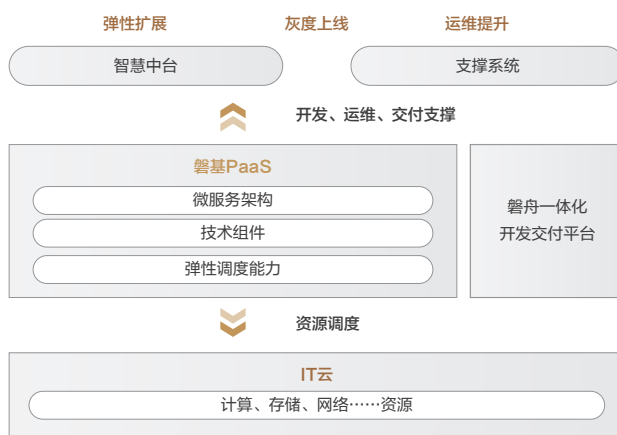 弹性扩展 灰度上线 运维提升
智慧中台 支撑系统
开发、运维、交付支撑
磐基PaaS
微服务架构
技术组件
弹性调度能力
磐舟一体化
开发交付平台
资源调度
IT云
计算、存储、网络……资源